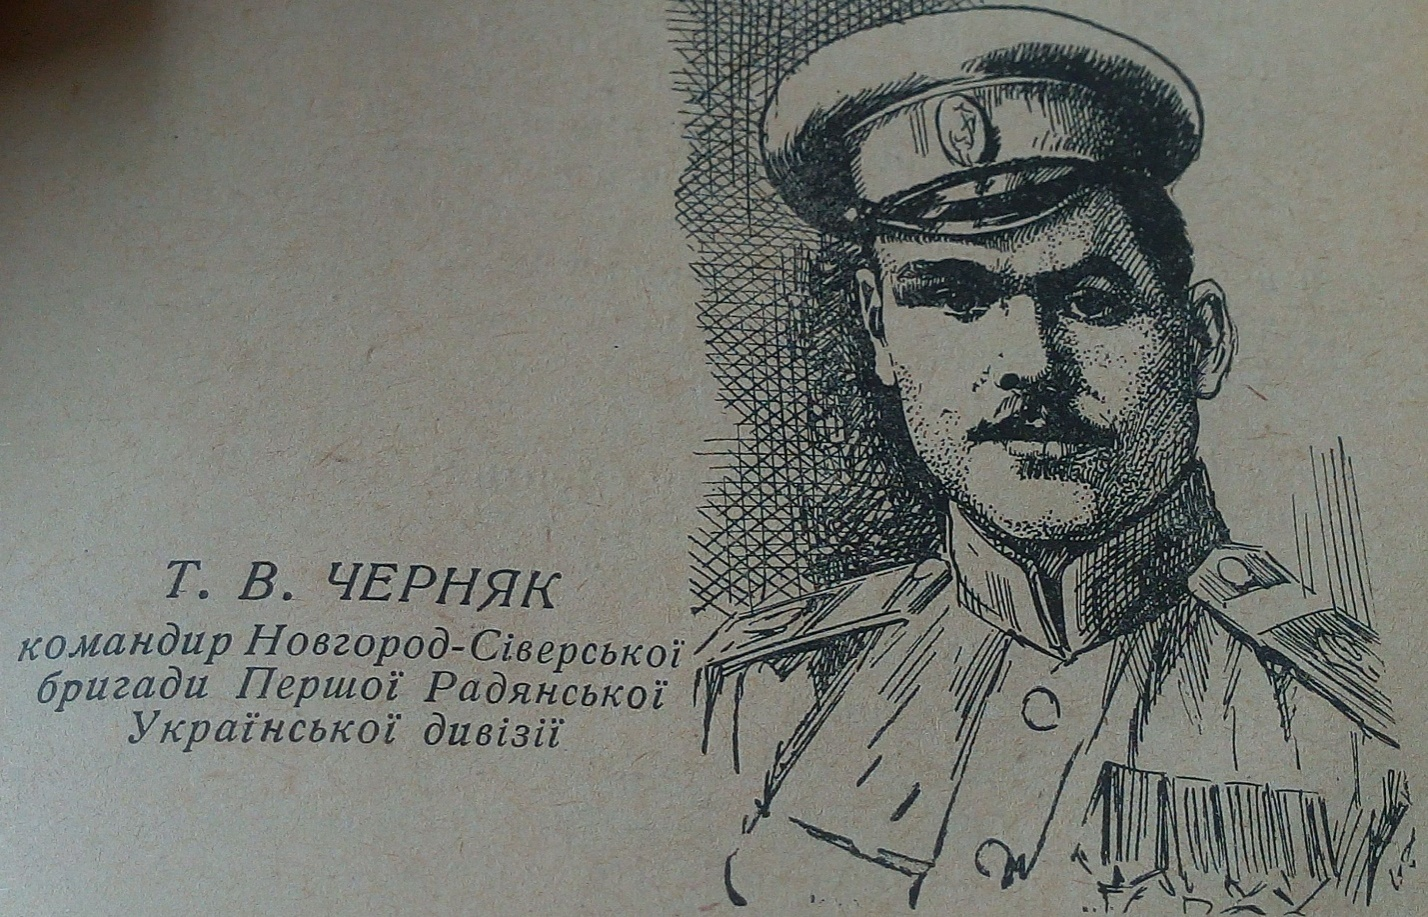 Т. В. ЧЕРНЯК
командир Новгород-Сіверської
бригади Першої Радянської
Української дивізії